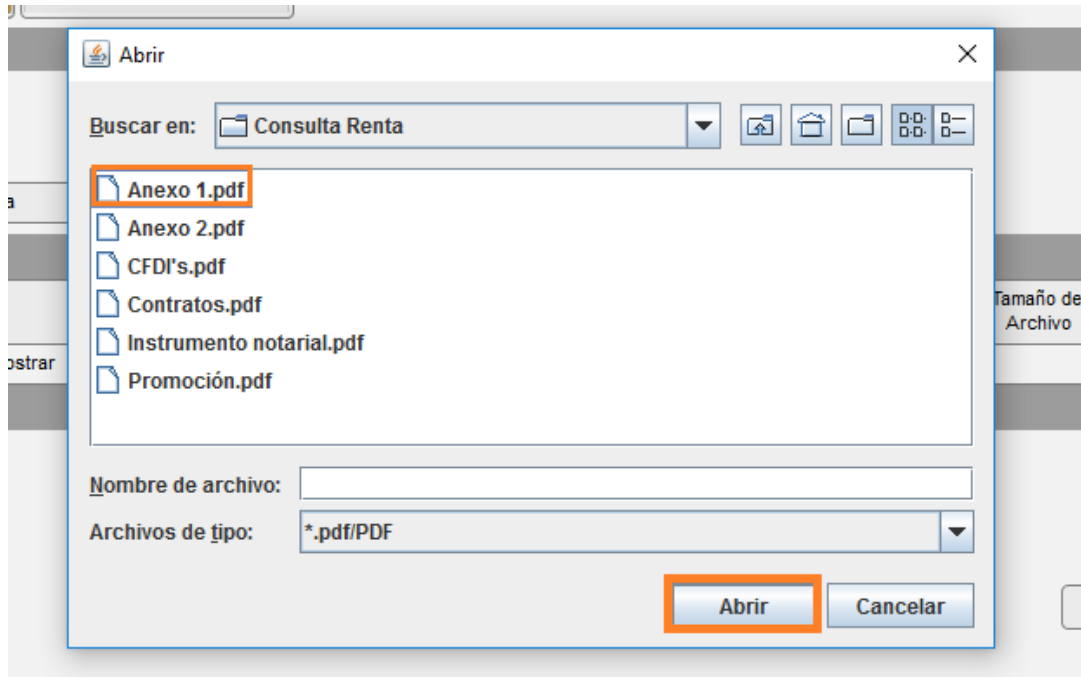 Abrir
Buscar en: Consulta Renta
Anexo 1.pdf
Anexo 2.pdf
CFDI's.pdf
Contratos.pdf
Instrumento notarial.pdf
Promoción.pdf
Nombre de archivo:
Archivos de tipo: *.pdf/PDF
Abrir Cancelar
a
ostrar
Tamaño de
Archivo